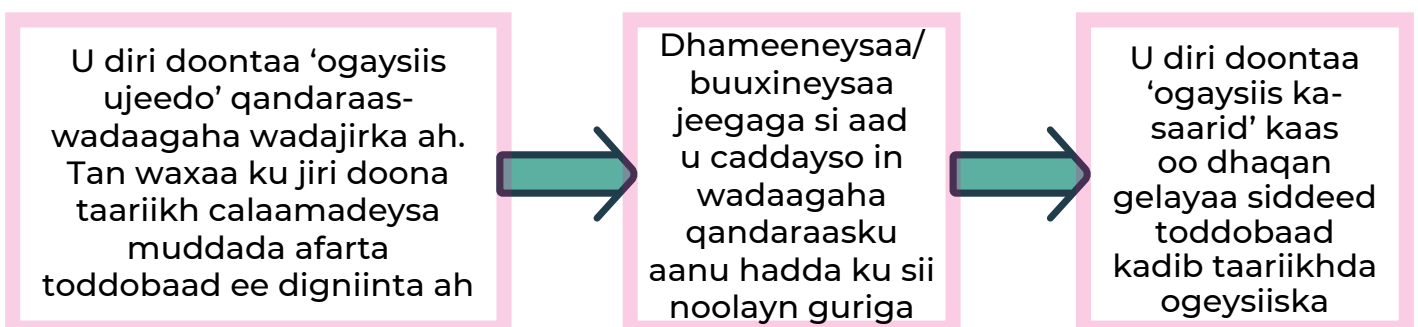 U diri doontaa ‘ogaysiis
ujeedo’ qandaraas-
wadaagaha wadajirka ah.
Tan waxaa ku jiri doona
taariikh calaamadeysa
muddada afarta
toddobaad ee digniinta ah
Dhameeneysaa/
buuxineysaa
jeegaga si aad
u caddayso in
wadaagaha
qandaraasku
aanu hadda ku sii
noolayn guriga
U diri doontaa
‘ogaysiis ka-
saarid’ kaas
oo dhaqan
gelayaa siddeed
toddobaad
kadib taariikhda
ogeysiiska